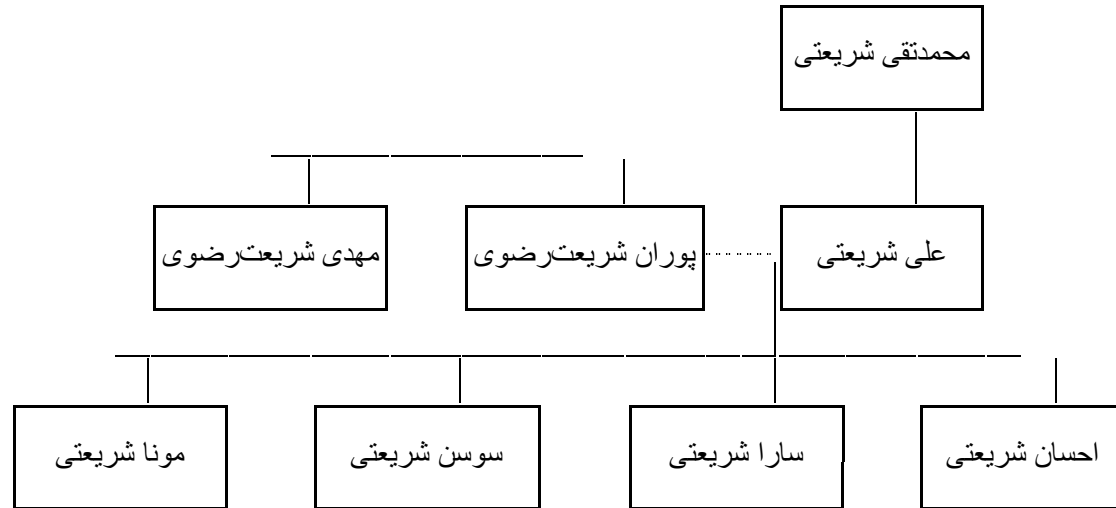 محمدتقی شریعتی
علی شریعتی
پوران شریعت‌رضوی
مهدی شریعت‌رضوی
احسان شریعتی
سارا شریعتی
سوسن شریعتی
مونا شریعتی